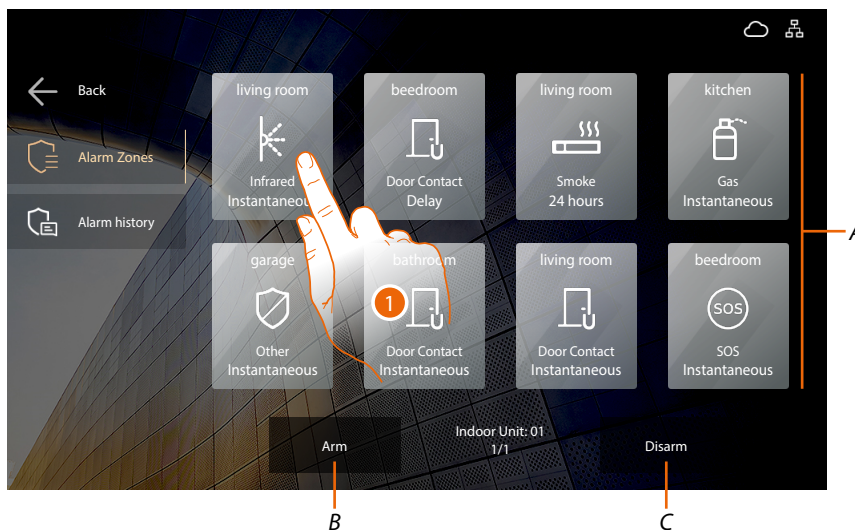 Back
Alarm Zones
Alarm history
living room
Infrared
Instantaneou
beedroom
Door Contact
Delay
living room
Smoke
24 hours
kitchen
Gas
Instantaneous
garage
Other
Instantaneous
bathroom
1
Door Contact
Instantaneous
living room
Door Contact
Instantaneous
beedroom
SOS
SOS
Instantaneous
A
Arm
Indoor Unit: 01
1/1
Disarm
B
C